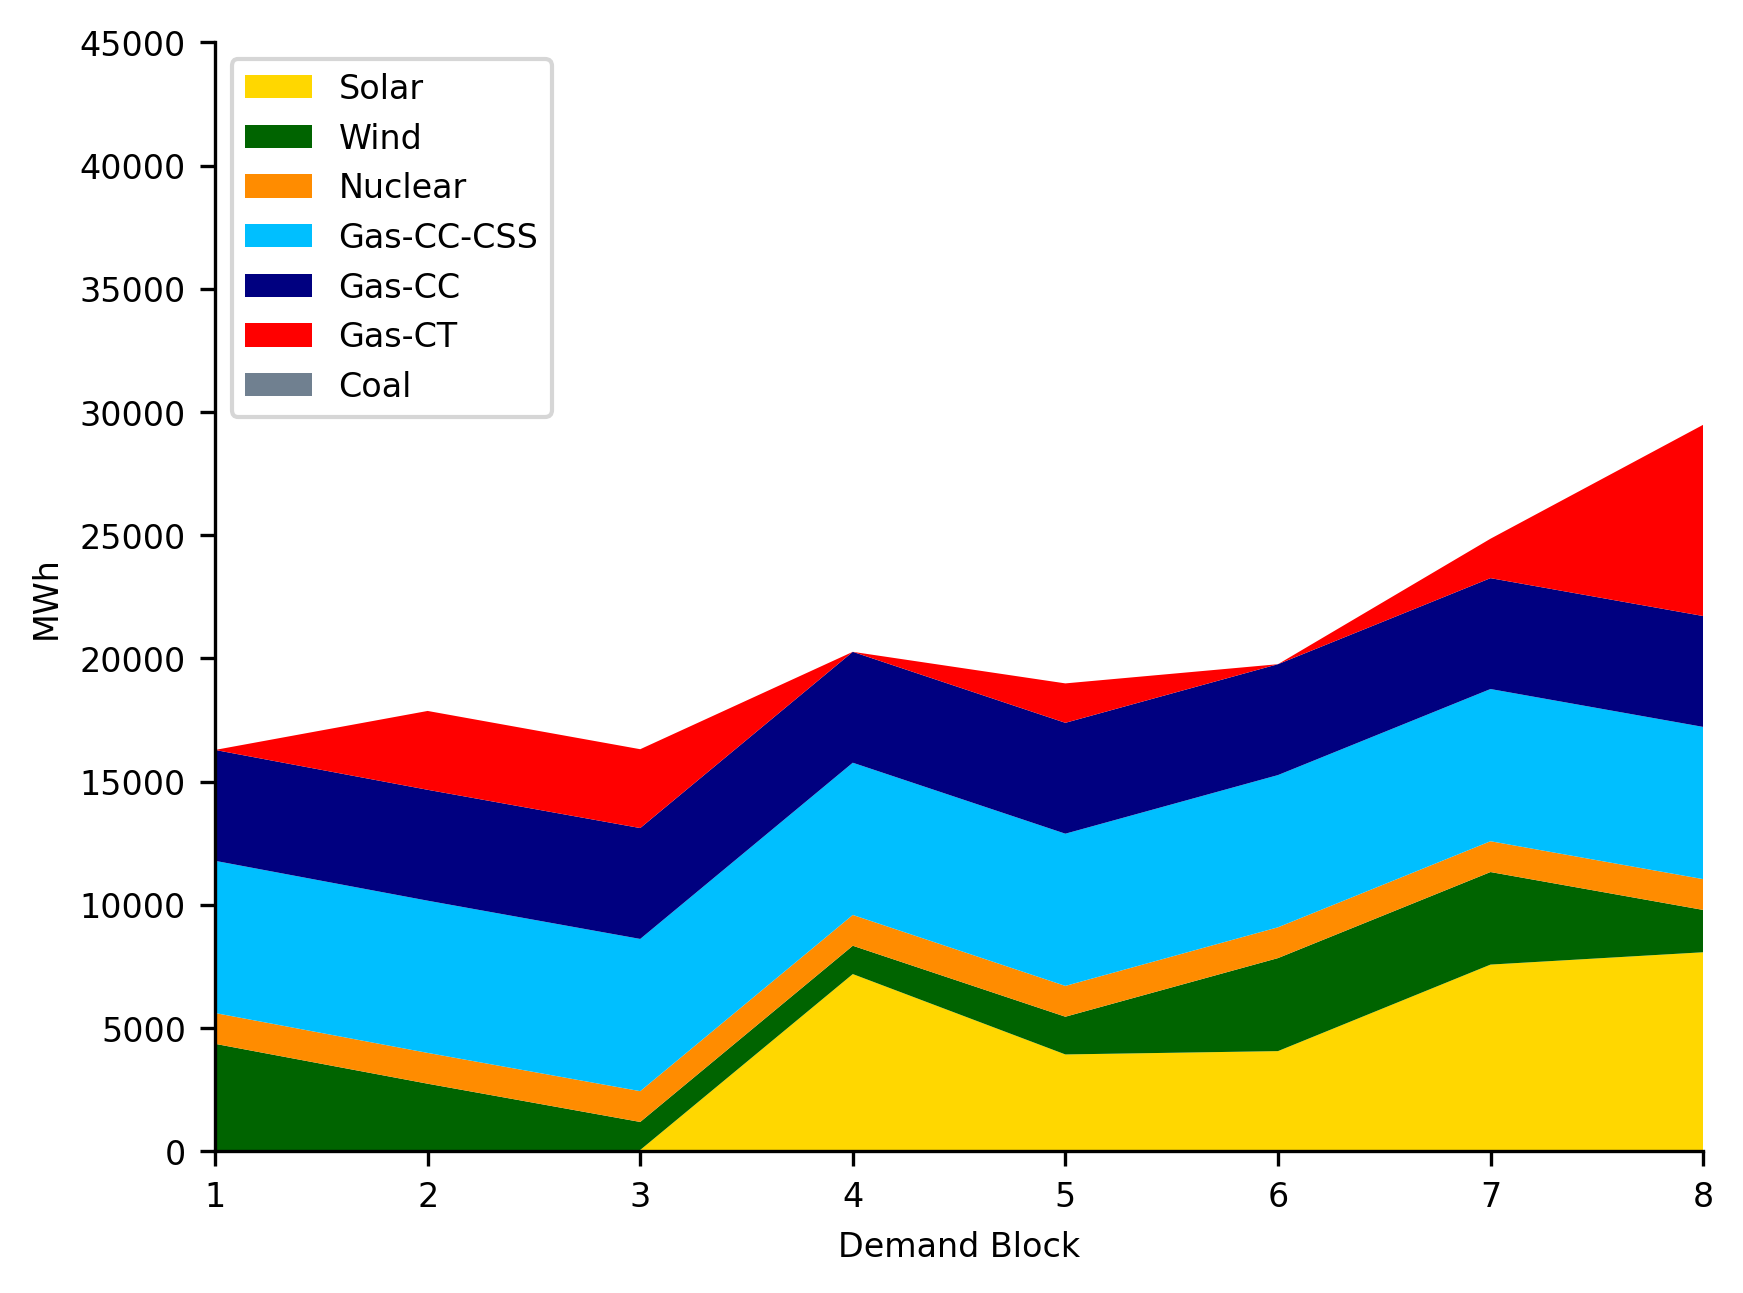 45000
40000
35000
30000
25000
20000
15000
10000
5000
0
MWh
Solar
Wind
Nuclear
Gas-CC-CSS
Gas-CC
Gas-CT
Coal
1 2 3 4 5 6 7 8
Demand Block